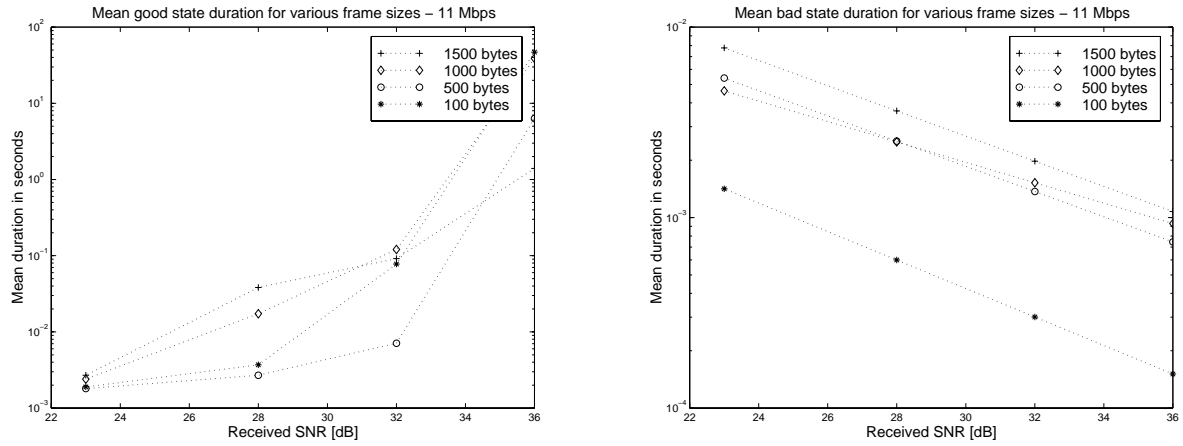 Mean good state duration for various frame sizes – 11 Mbps
10^2
10^1
10^0
10^-1
10^-2
10^-3
Mean duration in seconds
1500 bytes
1000 bytes
500 bytes
100 bytes
22 24 26 28 30 32 34 36
Received SNR [dB]
Mean bad state duration for various frame sizes – 11 Mbps
10^-2
10^-3
10^-4
Mean duration in seconds
1500 bytes
1000 bytes
500 bytes
100 bytes
22 24 26 28 30 32 34 36
Received SNR [dB]